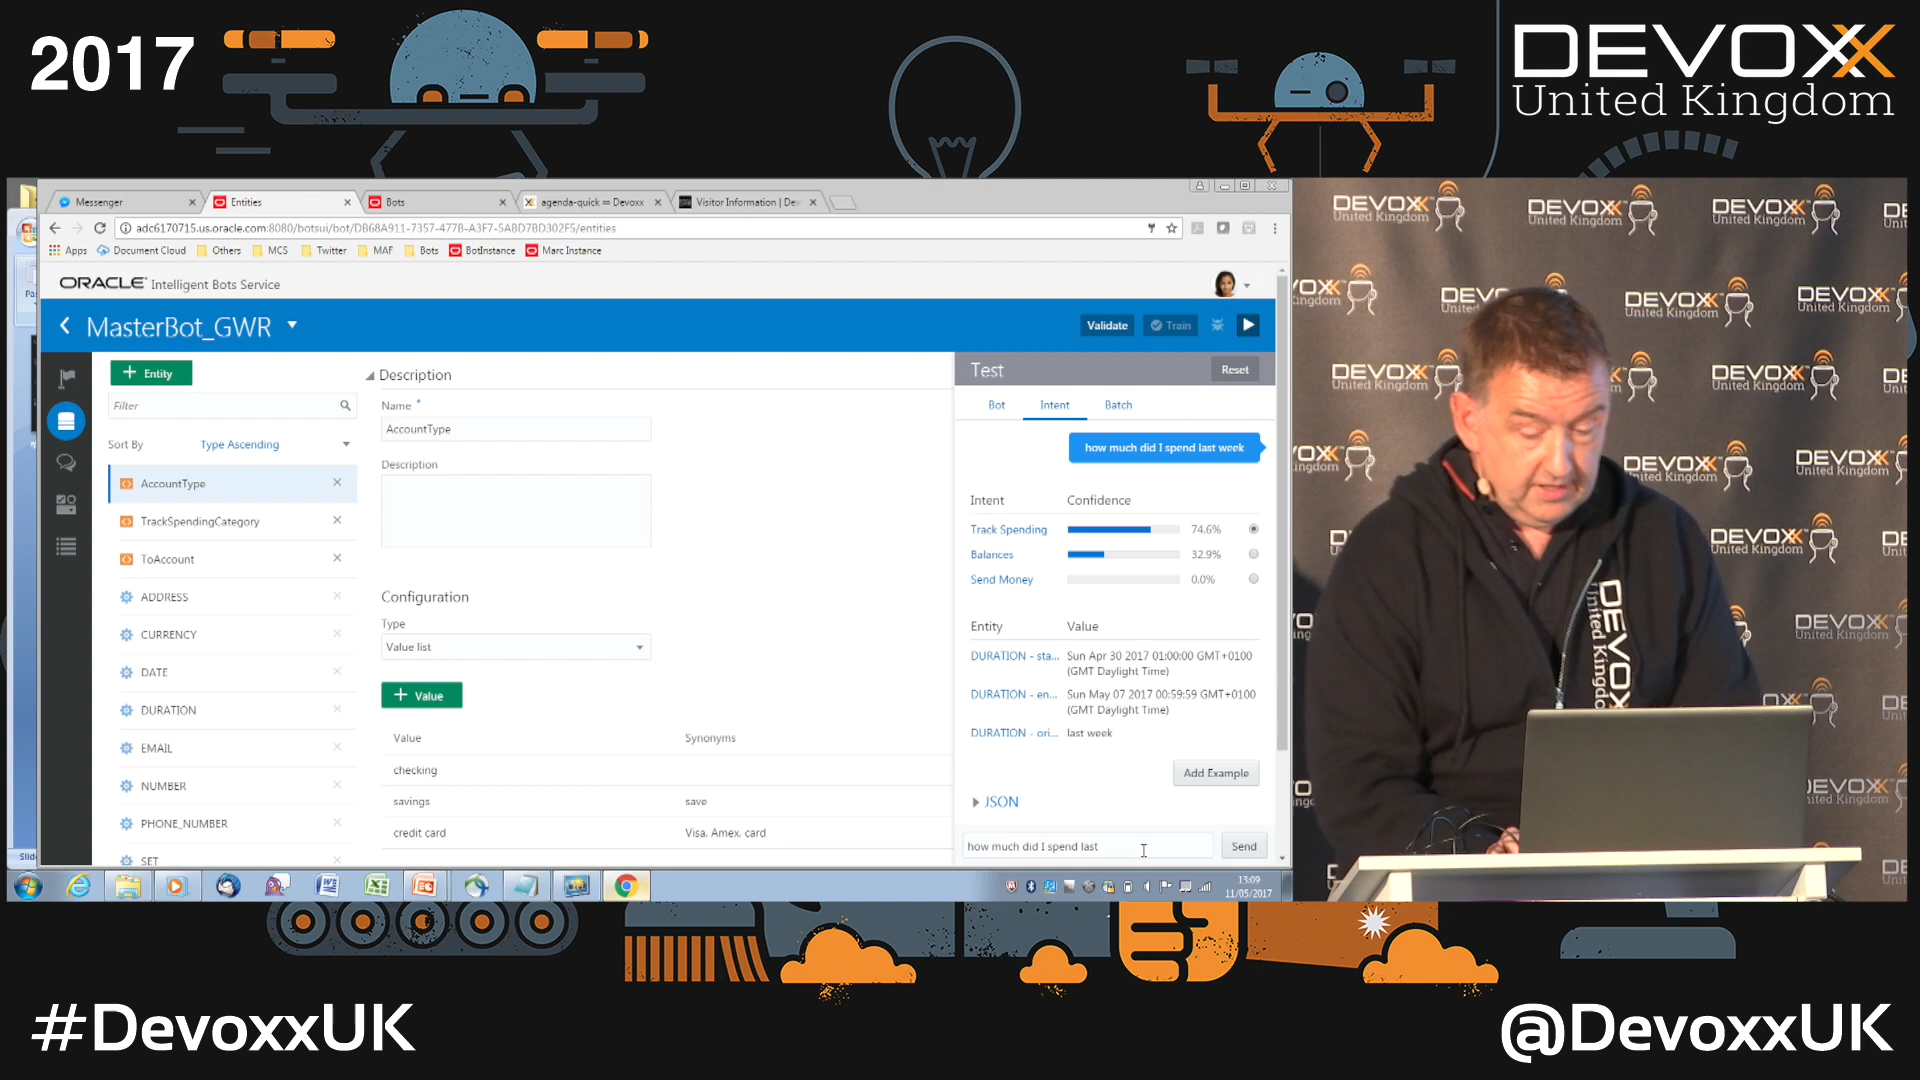 2017
DEVOXX
United Kingdom
Messenger
Entities
Bots
agenda-quick ∞ Devoxx
Visitor Information | Dev
adc6170715.us.oracle.com:8080/botsui/bot/DB68A911-7357-477B-A3F7-5ABD7BD302F5/entities
Apps Document Cloud Others MCS Twitter MAF Bots BotInstance Marc Instance
ORACLE Intelligent Bots Service
MasterBot_GWR
Validate
Train
+ Entity
Filter
Sort By Type Ascending
AccountType
TrackSpendingCategory
ToAccount
ADDRESS
CURRENCY
DATE
DURATION
EMAIL
NUMBER
PHONE_NUMBER
SET
Description
Name *
AccountType
Description
Configuration
Type
Value list
+ Value
Value Synonyms
checking
savings save
credit card Visa, Amex, card
Test
Reset
Bot Intent Batch
how much did I spend last week
Intent Confidence
Track Spending 74.6%
Balances 32.9%
Send Money 0.0%
Entity Value
DURATION - sta... Sun Apr 30 2017 01:00:00 GMT+0100
(GMT Daylight Time)
DURATION - en... Sun May 07 2017 00:59:59 GMT+0100
(GMT Daylight Time)
DURATION - ori... last week
Add Example
JSON
how much did I spend last
Send
13:09
11/05/2017
DEVOXX
United Kingdom
#DevoxxUK
@DevoxxUK